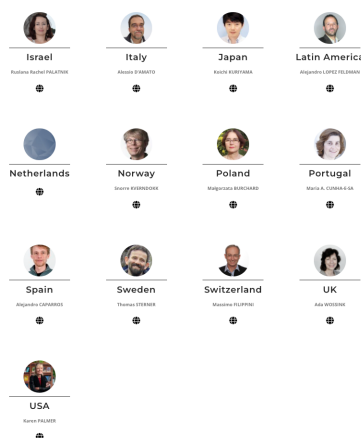 Israel
Italy
Japan
Latin America
Ruslana Rachel PALATNIK
Alessio D'AMATO
Koichi KURIYAMA
Alejandro LOPEZ FELDMAN
Netherlands
Norway
Poland
Portugal
Snorre KVERNDOKK
Malgorzata BURCHARD
Maria A. CUNHA-E-SA
Spain
Sweden
Switzerland
UK
Alejandro CAPARROS
Thomas STERNER
Massimo FILIPPINI
Ada WOSSINK
USA
Karen PALMER